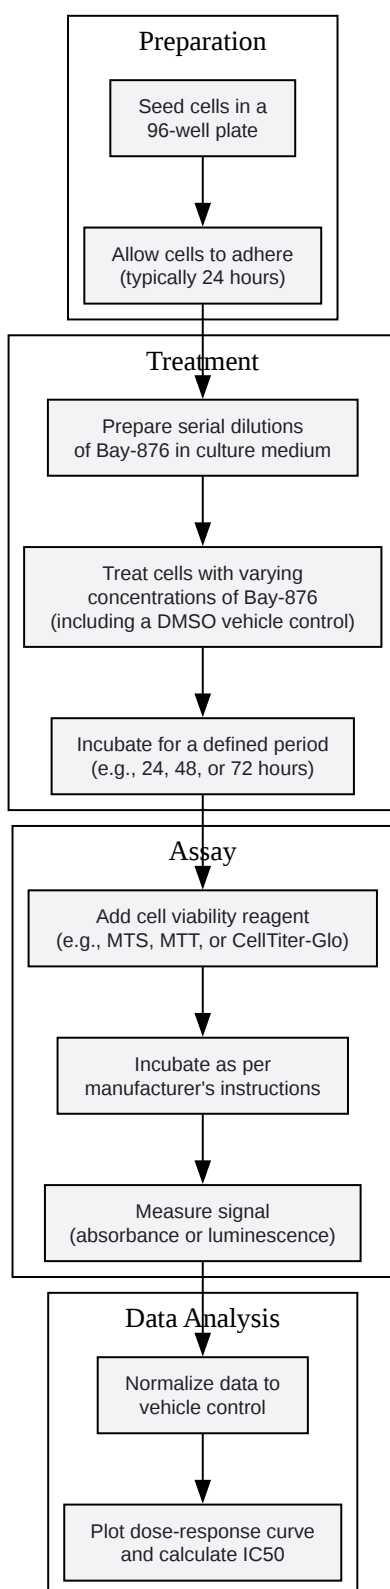 Preparation
Seed cells in a
96-well plate
Allow cells to adhere
(typically 24 hours)
Treatment
Prepare serial dilutions
of Bay-876 in culture medium
Treat cells with varying
concentrations of Bay-876
(including a DMSO vehicle control)
Incubate for a defined period
(e.g., 24, 48, or 72 hours)
Assay
Add cell viability reagent
(e.g., MTS, MTT, or CellTiter-Glo)
Incubate as per
manufacturer's instructions
Measure signal
(absorbance or luminescence)
Data Analysis
Normalize data to
vehicle control
Plot dose-response curve
and calculate IC50